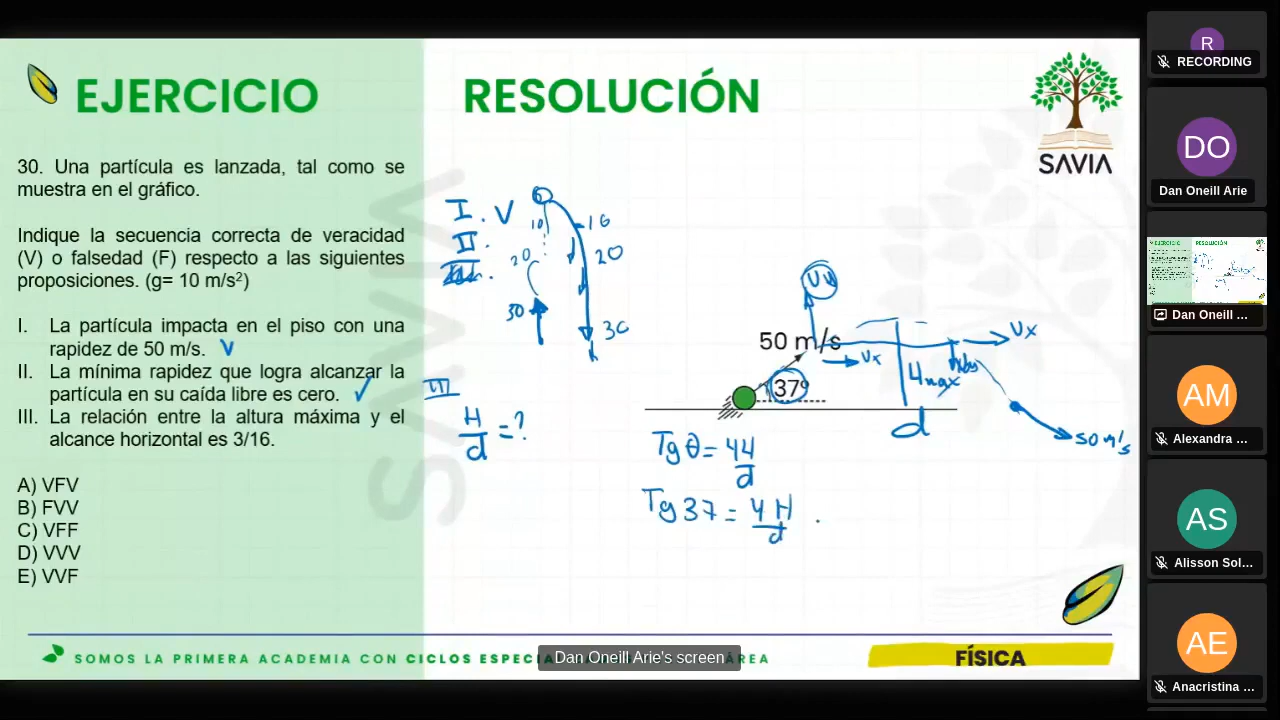 EJERCICIO
RESOLUCIÓN
SAVIA
30. Una partícula es lanzada, tal como se
muestra en el gráfico.
Indique la secuencia correcta de veracidad
(V) o falsedad (F) respecto a las siguientes
proposiciones. (g= 10 m/s²)
I. La partícula impacta en el piso con una
rapidez de 50 m/s. V
II. La mínima rapidez que logra alcanzar la
partícula en su caída libre es cero. ✓
III. La relación entre la altura máxima y el
alcance horizontal es 3/16.
A) VFV
B) FVV
C) VFF
D) VVV
E) VVF
I. V
II.
III.
10
10
20
20
30
30
III
H/d = ?
50 m/s
37°
Vx
Vx
d
50 m/s
Tg θ = 4H/d
Tg 37 = 4H/d
SAVIA
SOMOS LA PRIMERA ACADEMIA CON CICLOS ESPECIA
ÁREA
Dan Oneill Arie's screen
FÍSICA
R
RECORDING
DO
Dan Oneill Arie
EJERCICIO
RESOLUCIÓN
Dan Oneill ...
AM
Alexandra ...
AS
Alisson Sol...
AE
Anacristina ...